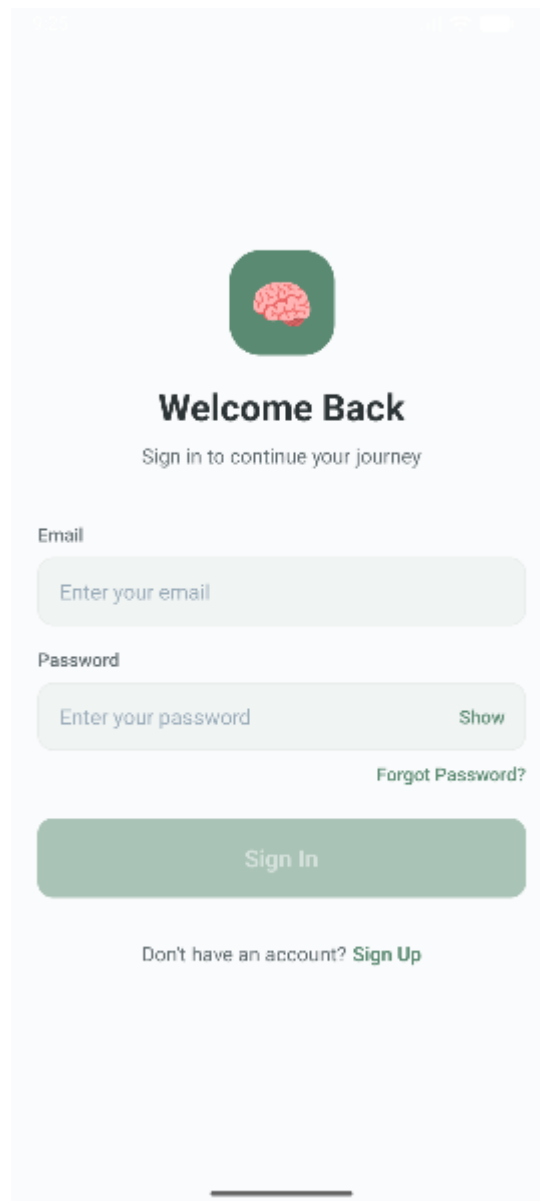 Welcome Back
Sign in to continue your journey
Email
Enter your email
Password
Enter your password Show
Forgot Password?
Sign In
Don't have an account? Sign Up